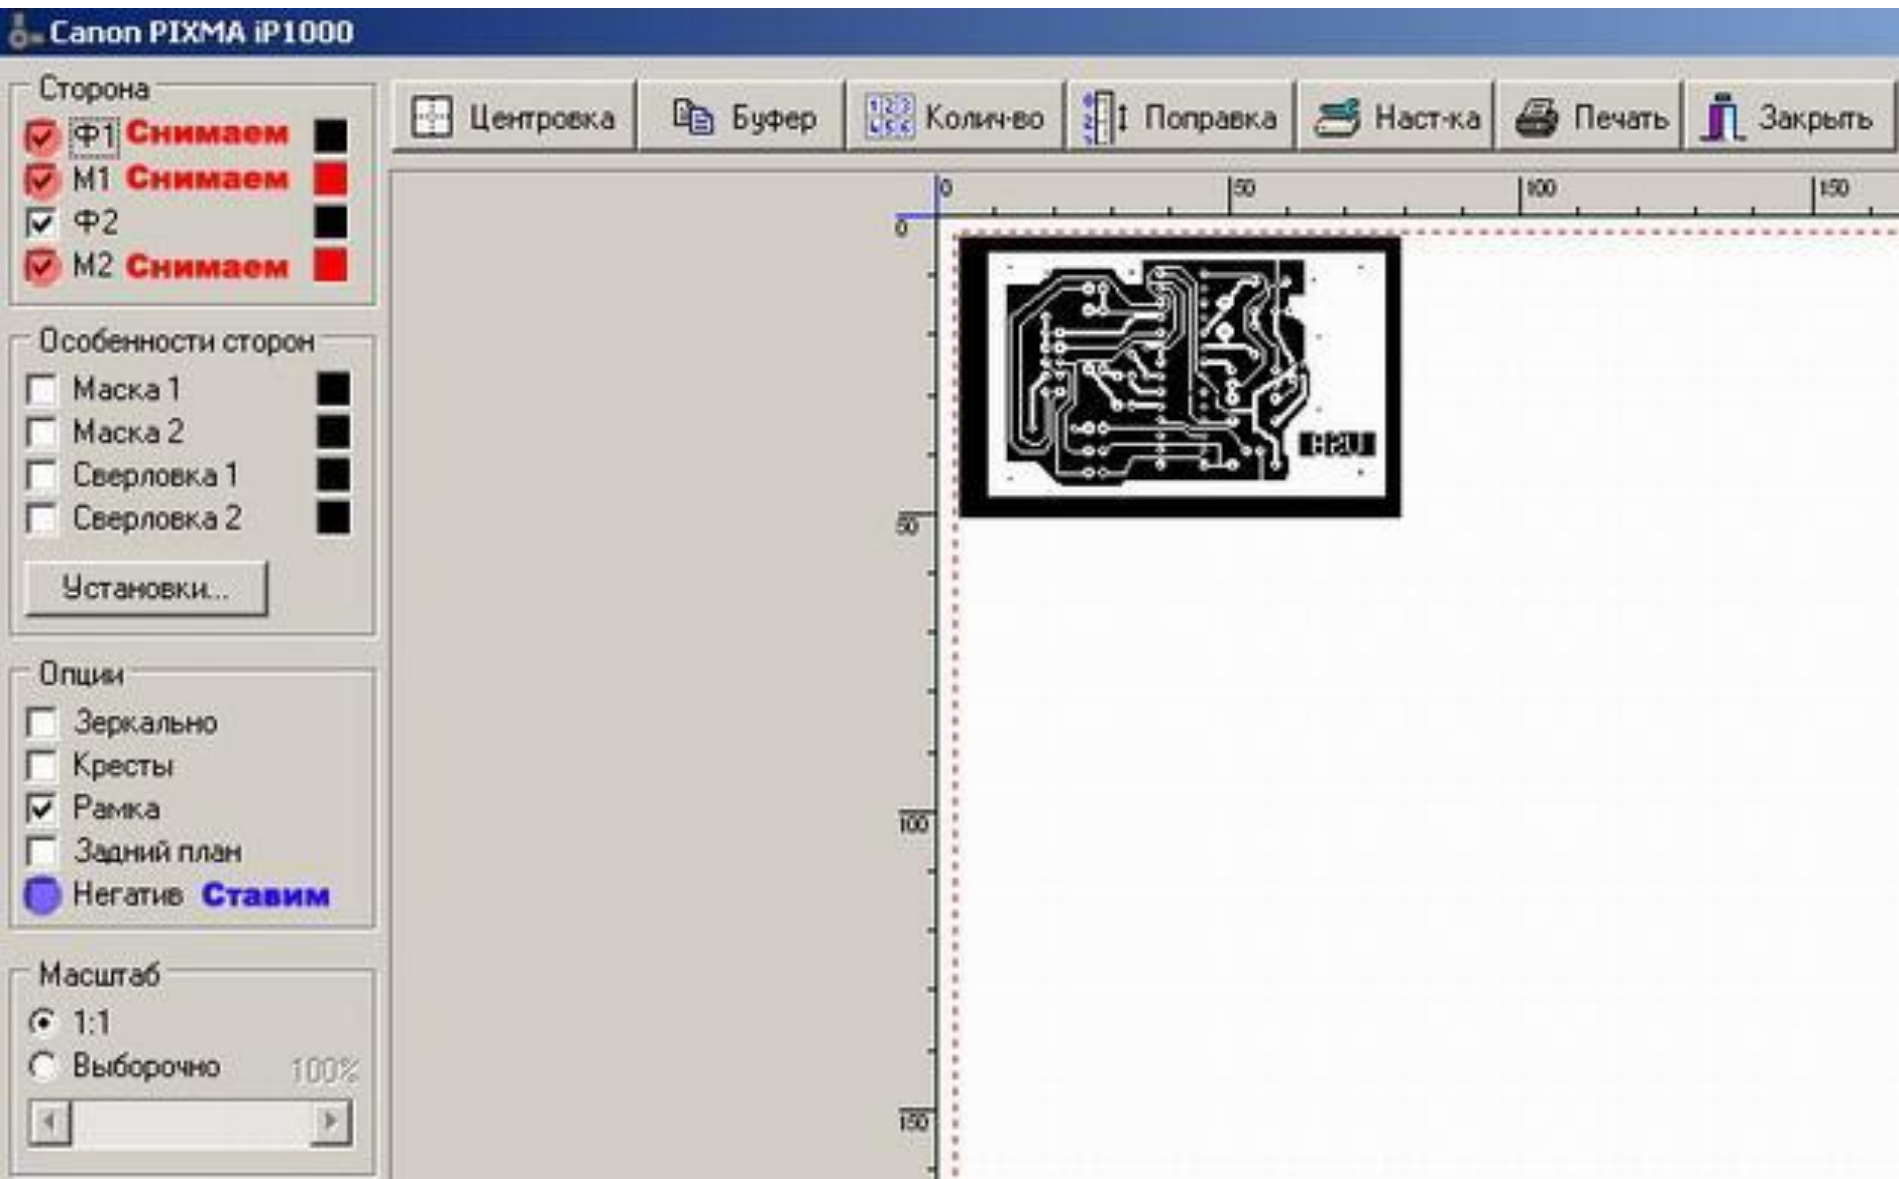 Canon PIXMA iP1000
Сторона
Ф1 Снимаем
М1 Снимаем
Ф2
М2 Снимаем
Особенности сторон
Маска 1
Маска 2
Сверловка 1
Сверловка 2
Установки...
Опции
Зеркально
Кресты
Рамка
Задний план
Негатив Ставим
Масштаб
1:1
Выборочно 100%
Центровка Буфер Колич-во Поправка Наст-ка Печать Закрыть
0 50 100 150
0
50
100
150